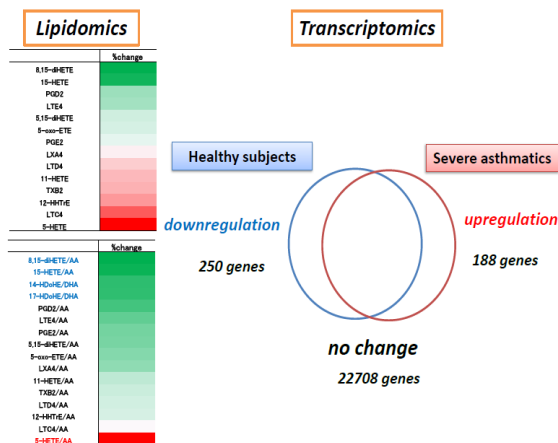 Lipidomics
%change
8,15-diHETE
15-HETE
PGD2
LTE4
5,15-diHETE
5-oxo-ETE
PGE2
LXA4
LTD4
11-HETE
TXB2
12-HHTrE
LTC4
5-HETE
%change
8,15-diHETE/AA
15-HETE/AA
14-HDoHE/DHA
17-HDoHE/DHA
PGD2/AA
LTE4/AA
PGE2/AA
5,15-diHETE/AA
5-oxo-ETE/AA
LXA4/AA
11-HETE/AA
TXB2/AA
LTD4/AA
12-HHTrE/AA
LTC4/AA
5-HETE/AA
Transcriptomics
Healthy subjects
Severe asthmatics
downregulation
upregulation
250 genes
188 genes
no change
22708 genes